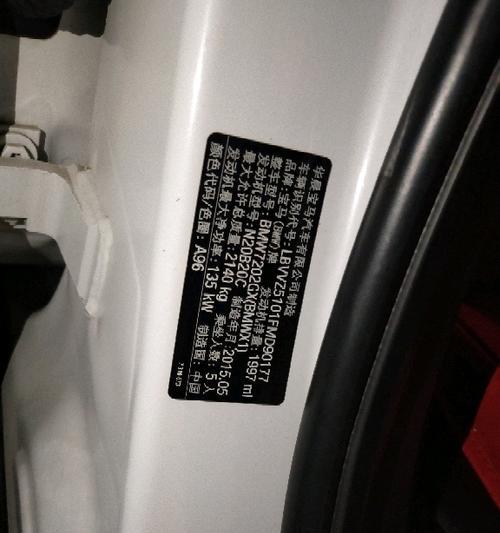 华晨宝马汽车有限公司制造
车辆识别代号: LBVVZ5101FMD90177
品牌: 宝马(BMW)牌 发动机排量: 1997 ml
整车型号: BMW7202GX(BMWX1)
发动机型号: N20B20C 制造年月: 2015.05
最大允许总质量: 2140 kg 乘坐人数: 5 人
发动机最大净功率: 135 kW 制造国: 中国
颜色代码/色圈: A96